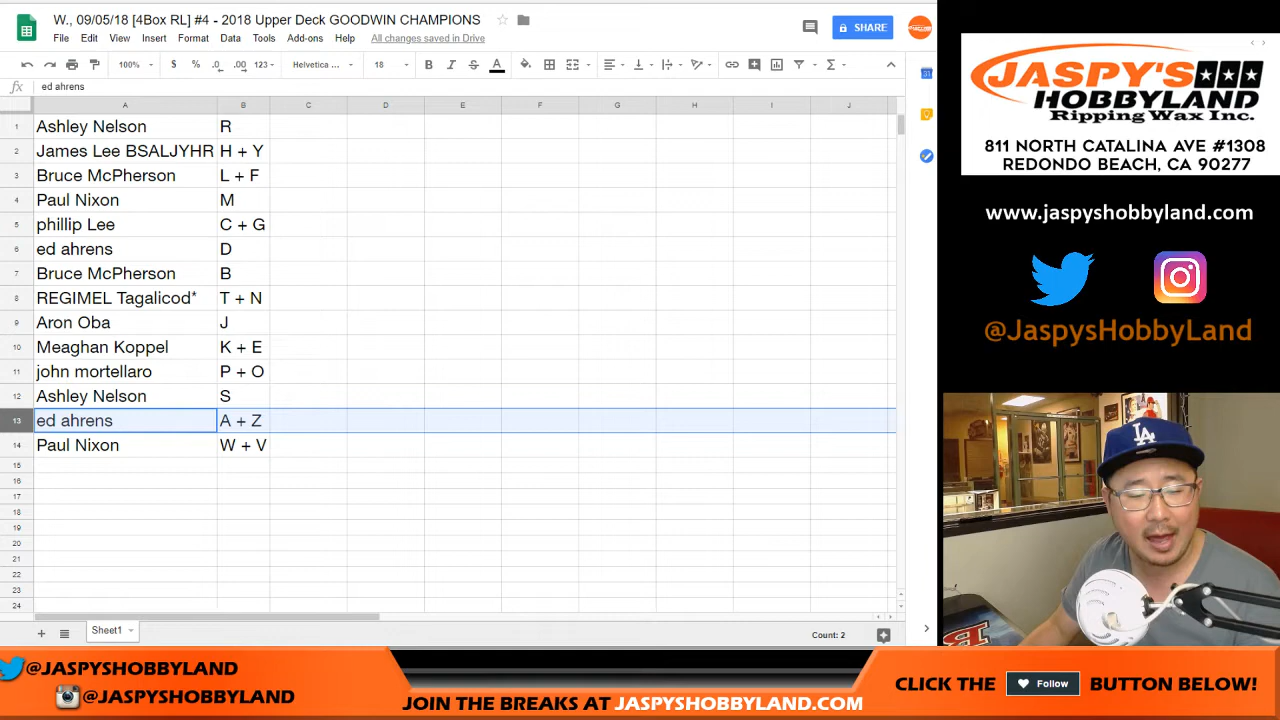 W., 09/05/18 [4Box RL] #4 - 2018 Upper Deck GOODWIN CHAMPIONS
SHARE
File Edit View Insert Format Data Tools Add-ons Help All changes saved in Drive
100% $ % .0 .00 123 Helvetica ... 18 B I S A
fx ed ahrens
A B C D E F G H I J
1 Ashley Nelson R
2 James Lee BSALJYHR H + Y
3 Bruce McPherson L + F
4 Paul Nixon M
5 phillip Lee C + G
6 ed ahrens D
7 Bruce McPherson B
8 REGIMEL Tagalicod* T + N
9 Aron Oba J
10 Meaghan Koppel K + E
11 john mortellaro P + O
12 Ashley Nelson S
13 ed ahrens A + Z
14 Paul Nixon W + V
15
16
17
18
19
20
21
22
23
24
Sheet1
Count: 2
JASPY'S
HOBBYLAND
Ripping Wax Inc.
811 NORTH CATALINA AVE #1308
REDONDO BEACH, CA 90277
www.jaspyshobbyland.com
@JaspysHobbyLand
LA
B
@JASPYSHOBBYLAND
@JASPYSHOBBYLAND
JOIN THE BREAKS AT JASPYSHOBBYLAND.COM
CLICK THE Follow BUTTON BELOW!